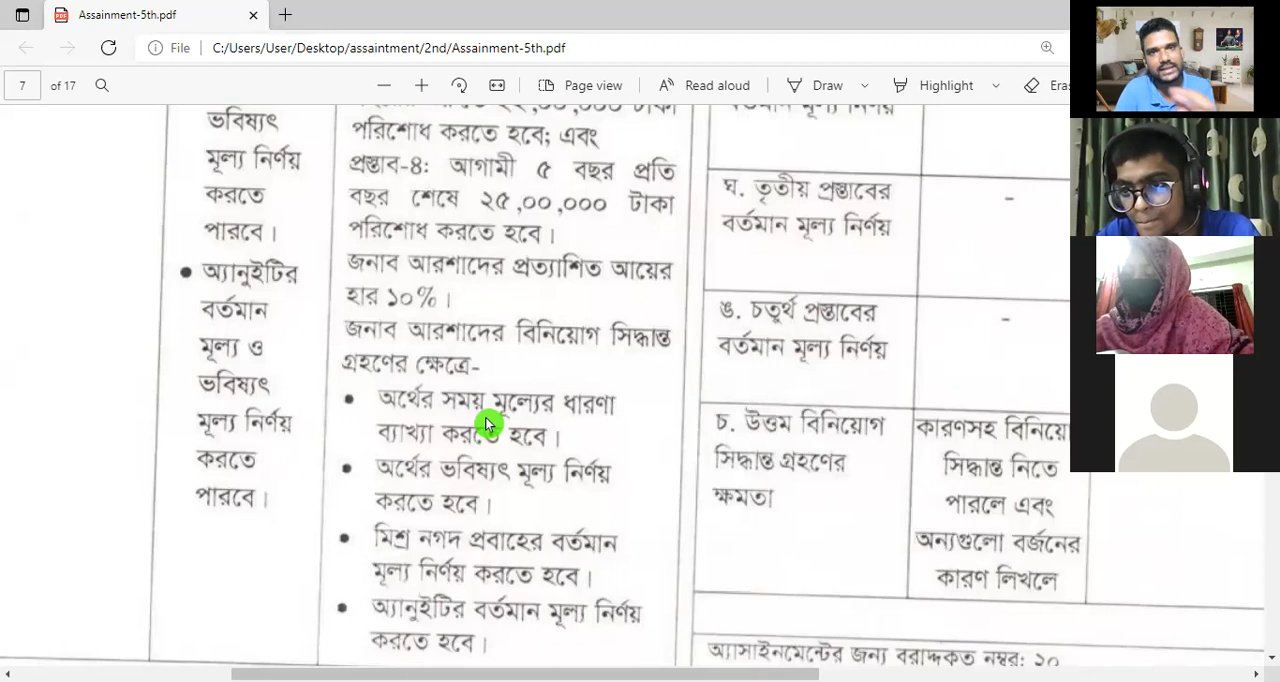 Assainment-5th.pdf
File
C:/Users/User/Desktop/assaintment/2nd/Assainment-5th.pdf
7 of 17
Page view
Read aloud
Draw
Highlight
ভবিষ্যৎ
মূল্য নির্ণয়
করতে
পারবে।
অ্যানুইটির
বর্তমান
মূল্য ও
ভবিষ্যৎ
মূল্য নির্ণয়
করতে
পারবে।
পরিশোধ করতে হবে; এবং
প্রস্তাব-৪: আগামী ৫ বছর প্রতি
বছর শেষে ২৫,০০,০০০ টাকা
পরিশোধ করতে হবে।
জনাব আরশাদের প্রত্যাশিত আয়ের
হার ১০%।
জনাব আরশাদের বিনিয়োগ সিদ্ধান্ত
গ্রহণের ক্ষেত্রে-
অর্থের সময় মূল্যের ধারণা
ব্যাখ্যা করতে হবে।
অর্থের ভবিষ্যৎ মূল্য নির্ণয়
করতে হবে।
মিশ্র নগদ প্রবাহের বর্তমান
মূল্য নির্ণয় করতে হবে।
অ্যানুইটির বর্তমান মূল্য নির্ণয়
করতে হবে।
বর্তমান মূল্য নির্ণয়
ঘ. তৃতীয় প্রস্তাবের
বর্তমান মূল্য নির্ণয়
-
ঙ. চতুর্থ প্রস্তাবের
বর্তমান মূল্য নির্ণয়
-
চ. উত্তম বিনিয়োগ
সিদ্ধান্ত গ্রহণের
ক্ষমতা
কারণসহ
সিদ্ধান্ত নিতে
পারলে এবং
অন্যগুলো বর্জনের
কারণ লিখলে
অ্যাসাইনমেন্টের জন্য বরাদ্দকৃত নম্বর: ১০